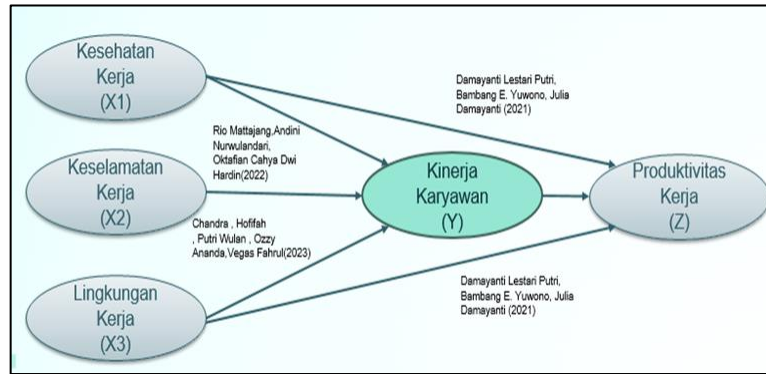 Kesehatan
Kerja
(X1)
Damayanti Lestari Putri,
Bambang E. Yuwono, Julia
Damayanti (2021)
Rio Mattajang,Andini
Nurwulandari,
Oktafian Cahya Dwi
Hardin(2022)
Keselamatan
Kerja
(X2)
Kinerja
Karyawan
(Y)
Produktivitas
Kerja
(Z)
Chandra , Hofifah
, Putri Wulan , Ozzy
Ananda,Vegas Fahrul(2023)
Lingkungan
Kerja
(X3)
Damayanti Lestari Putri,
Bambang E. Yuwono, Julia
Damayanti (2021)